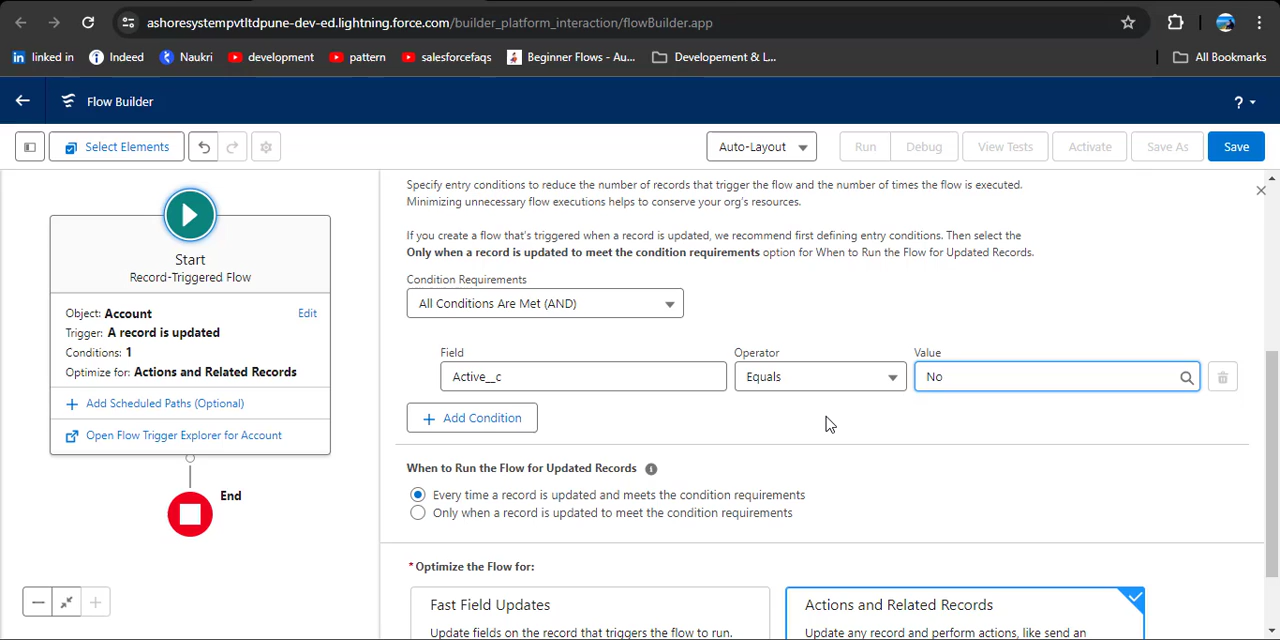 ashoresystempvtltdpune-dev-ed.lightning.force.com/builder_platform_interaction/flowBuilder.app
in linked in
Indeed
Naukri
development
pattern
salesforcefaqs
Beginner Flows - Au...
Developement & L...
All Bookmarks
Flow Builder
?
Select Elements
Auto-Layout
Run
Debug
View Tests
Activate
Save As
Save
Start
Record-Triggered Flow
Object: Account
Edit
Trigger: A record is updated
Conditions: 1
Optimize for: Actions and Related Records
Add Scheduled Paths (Optional)
Open Flow Trigger Explorer for Account
End
Specify entry conditions to reduce the number of records that trigger the flow and the number of times the flow is executed.
Minimizing unnecessary flow executions helps to conserve your org's resources.
If you create a flow that's triggered when a record is updated, we recommend first defining entry conditions. Then select the
Only when a record is updated to meet the condition requirements option for When to Run the Flow for Updated Records.
Condition Requirements
All Conditions Are Met (AND)
Field
Operator
Value
Active__c
Equals
No
Add Condition
When to Run the Flow for Updated Records
Every time a record is updated and meets the condition requirements
Only when a record is updated to meet the condition requirements
*Optimize the Flow for:
Fast Field Updates
Update fields on the record that triggers the flow to run.
Actions and Related Records
Update any record and perform actions, like send an